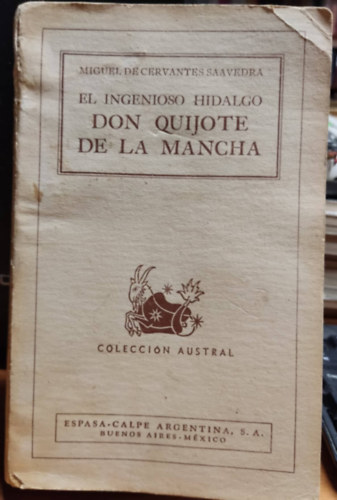 MIGUEL DE CERVANTES SAAVEDRA
EL INGENIOSO HIDALGO
DON QUIJOTE
DE LA MANCHA
COLECCIÓN AUSTRAL
ESPASA-CALPE ARGENTINA, S. A.
BUENOS AIRES-MÉXICO